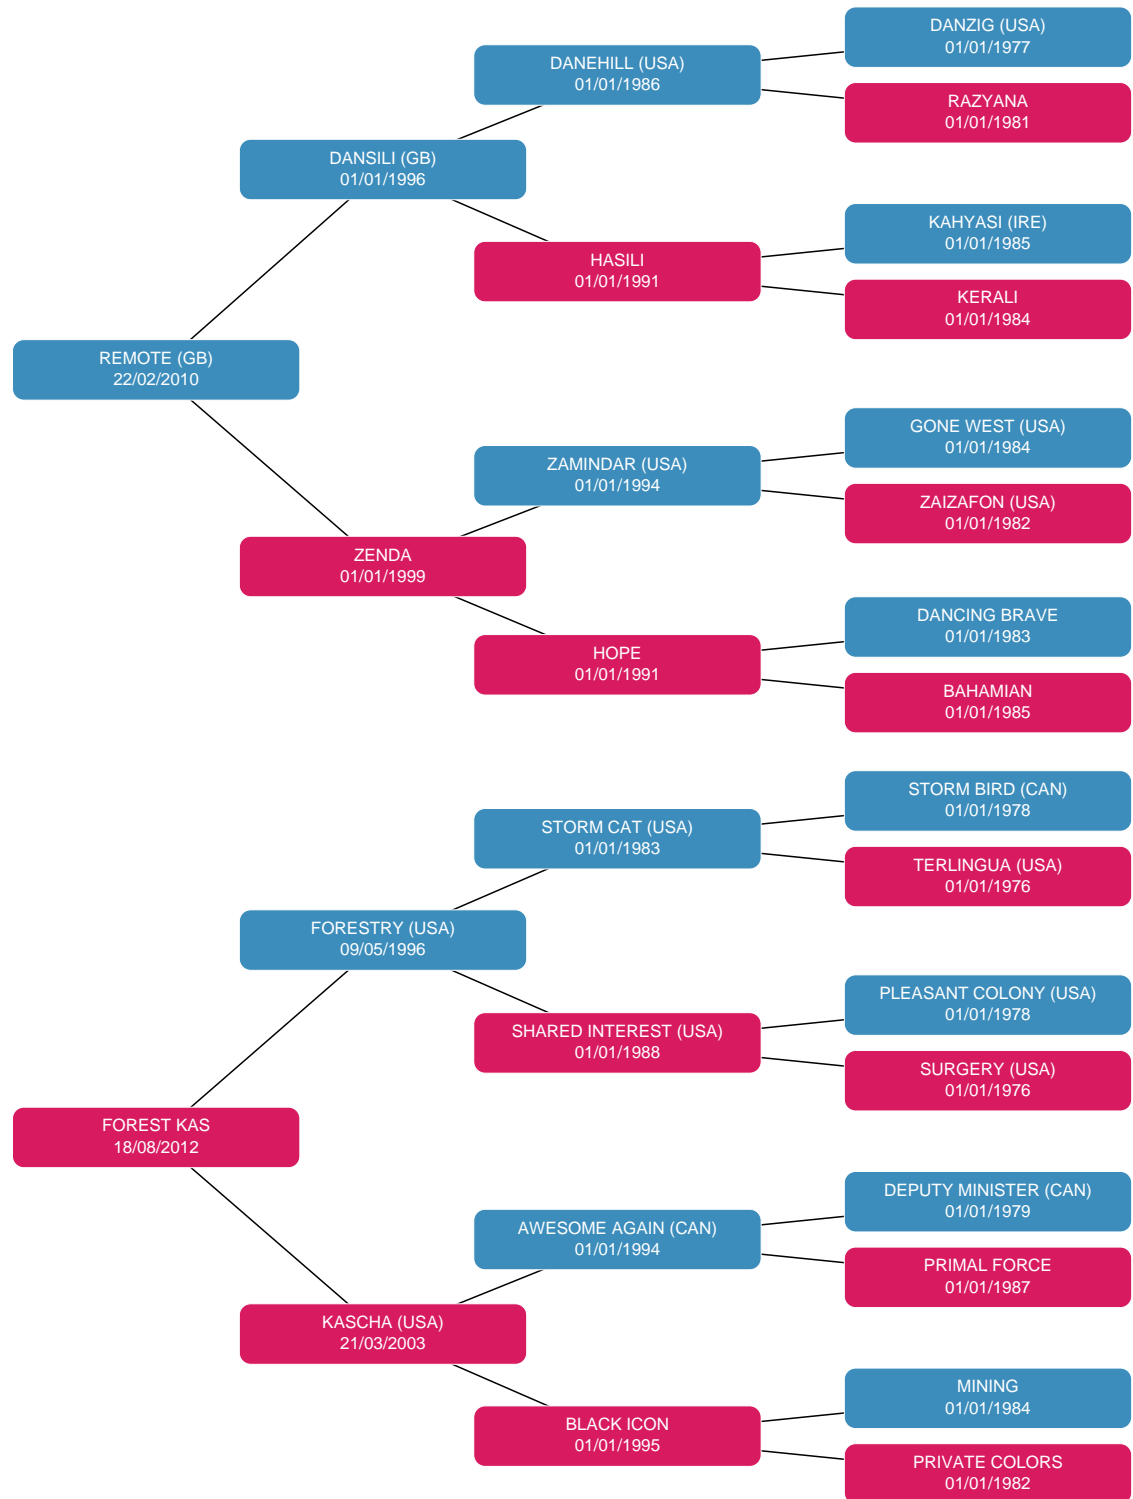 DANZIG (USA)
01/01/1977
DANEHILL (USA)
01/01/1986
RAZYANA
01/01/1981
DANSILI (GB)
01/01/1996
KAHYASI (IRE)
01/01/1985
HASILI
01/01/1991
KERALI
01/01/1984
REMOTE (GB)
22/02/2010
GONE WEST (USA)
01/01/1984
ZAMINDAR (USA)
01/01/1994
ZAIZAFON (USA)
01/01/1982
ZENDA
01/01/1999
DANCING BRAVE
01/01/1983
HOPE
01/01/1991
BAHAMIAN
01/01/1985
STORM BIRD (CAN)
01/01/1978
STORM CAT (USA)
01/01/1983
TERLINGUA (USA)
01/01/1976
FORESTRY (USA)
09/05/1996
PLEASANT COLONY (USA)
01/01/1978
SHARED INTEREST (USA)
01/01/1988
SURGERY (USA)
01/01/1976
FOREST KAS
18/08/2012
DEPUTY MINISTER (CAN)
01/01/1979
AWESOME AGAIN (CAN)
01/01/1994
PRIMAL FORCE
01/01/1987
KASCHA (USA)
21/03/2003
MINING
01/01/1984
BLACK ICON
01/01/1995
PRIVATE COLORS
01/01/1982